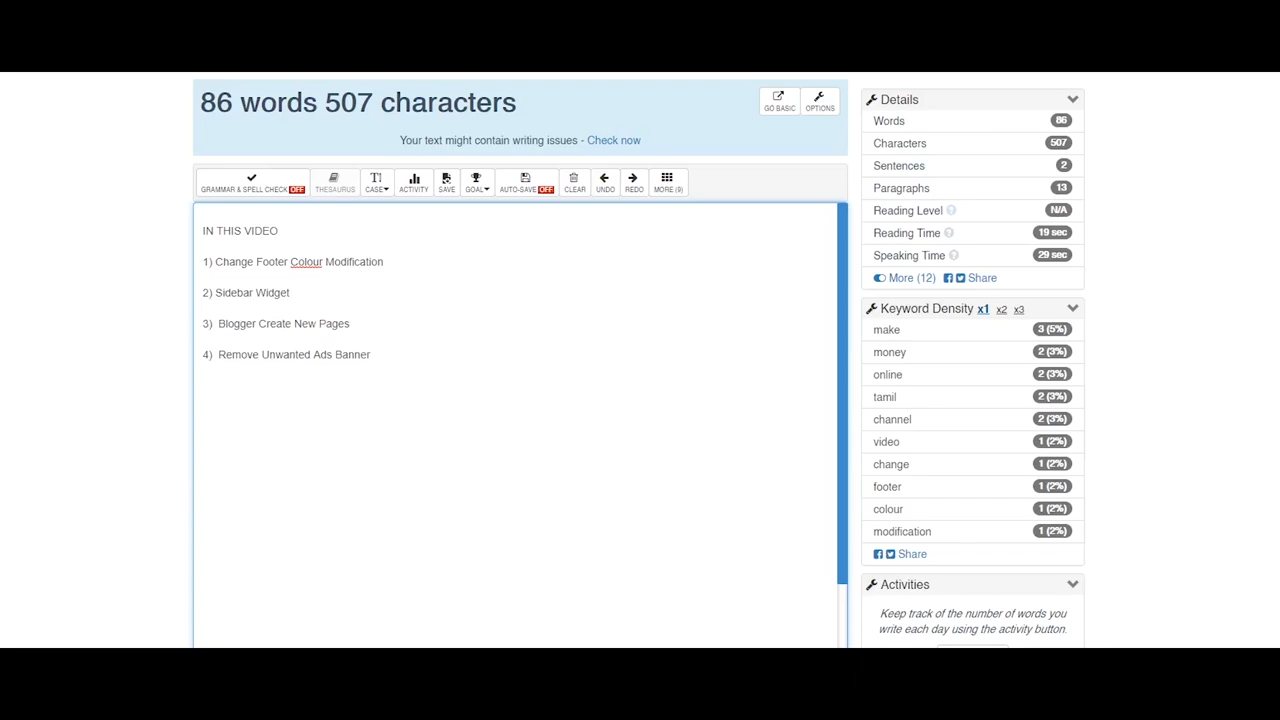 86 words 507 characters
GO BASIC
OPTIONS
Your text might contain writing issues - Check now
GRAMMAR & SPELL CHECK OFF
THESAURUS
CASE
ACTIVITY
SAVE
GOAL
AUTO-SAVE OFF
CLEAR
UNDO
REDO
MORE (9)
IN THIS VIDEO
1) Change Footer Colour Modification
2) Sidebar Widget
3) Blogger Create New Pages
4) Remove Unwanted Ads Banner
Details
Words 86
Characters 507
Sentences 2
Paragraphs 13
Reading Level ? N/A
Reading Time ? 19 sec
Speaking Time ? 29 sec
More (12) Share
Keyword Density x1 x2 x3
make 3 (5%)
money 2 (3%)
online 2 (3%)
tamil 2 (3%)
channel 2 (3%)
video 1 (2%)
change 1 (2%)
footer 1 (2%)
colour 1 (2%)
modification 1 (2%)
Share
Activities
Keep track of the number of words you
write each day using the activity button.